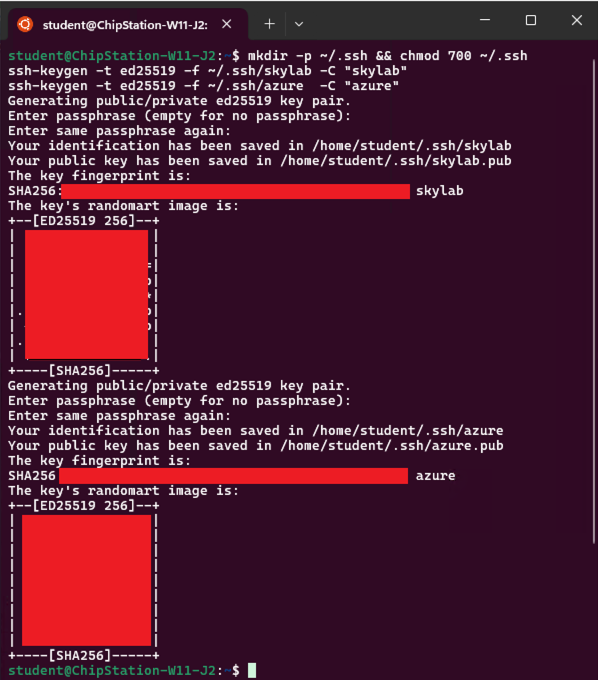 student@ChipStation-W11-J2:
student@ChipStation-W11-J2:~$ mkdir -p ~/.ssh && chmod 700 ~/.ssh
ssh-keygen -t ed25519 -f ~/.ssh/skylab -C "skylab"
ssh-keygen -t ed25519 -f ~/.ssh/azure  -C "azure"
Generating public/private ed25519 key pair.
Enter passphrase (empty for no passphrase):
Enter same passphrase again:
Your identification has been saved in /home/student/.ssh/skylab
Your public key has been saved in /home/student/.ssh/skylab.pub
The key fingerprint is:
SHA256: skylab
The key's randomart image is:
+--[ED25519 256]--+
+----[SHA256]-----+
Generating public/private ed25519 key pair.
Enter passphrase (empty for no passphrase):
Enter same passphrase again:
Your identification has been saved in /home/student/.ssh/azure
Your public key has been saved in /home/student/.ssh/azure.pub
The key fingerprint is:
SHA256 azure
The key's randomart image is:
+--[ED25519 256]--+
+----[SHA256]-----+
student@ChipStation-W11-J2:~$